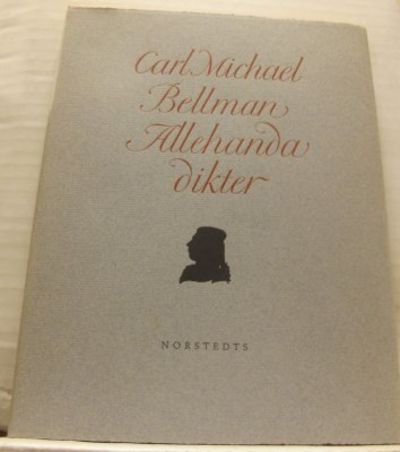 Carl Michael
Bellman
Allehanda
dikter
NORSTEDTS